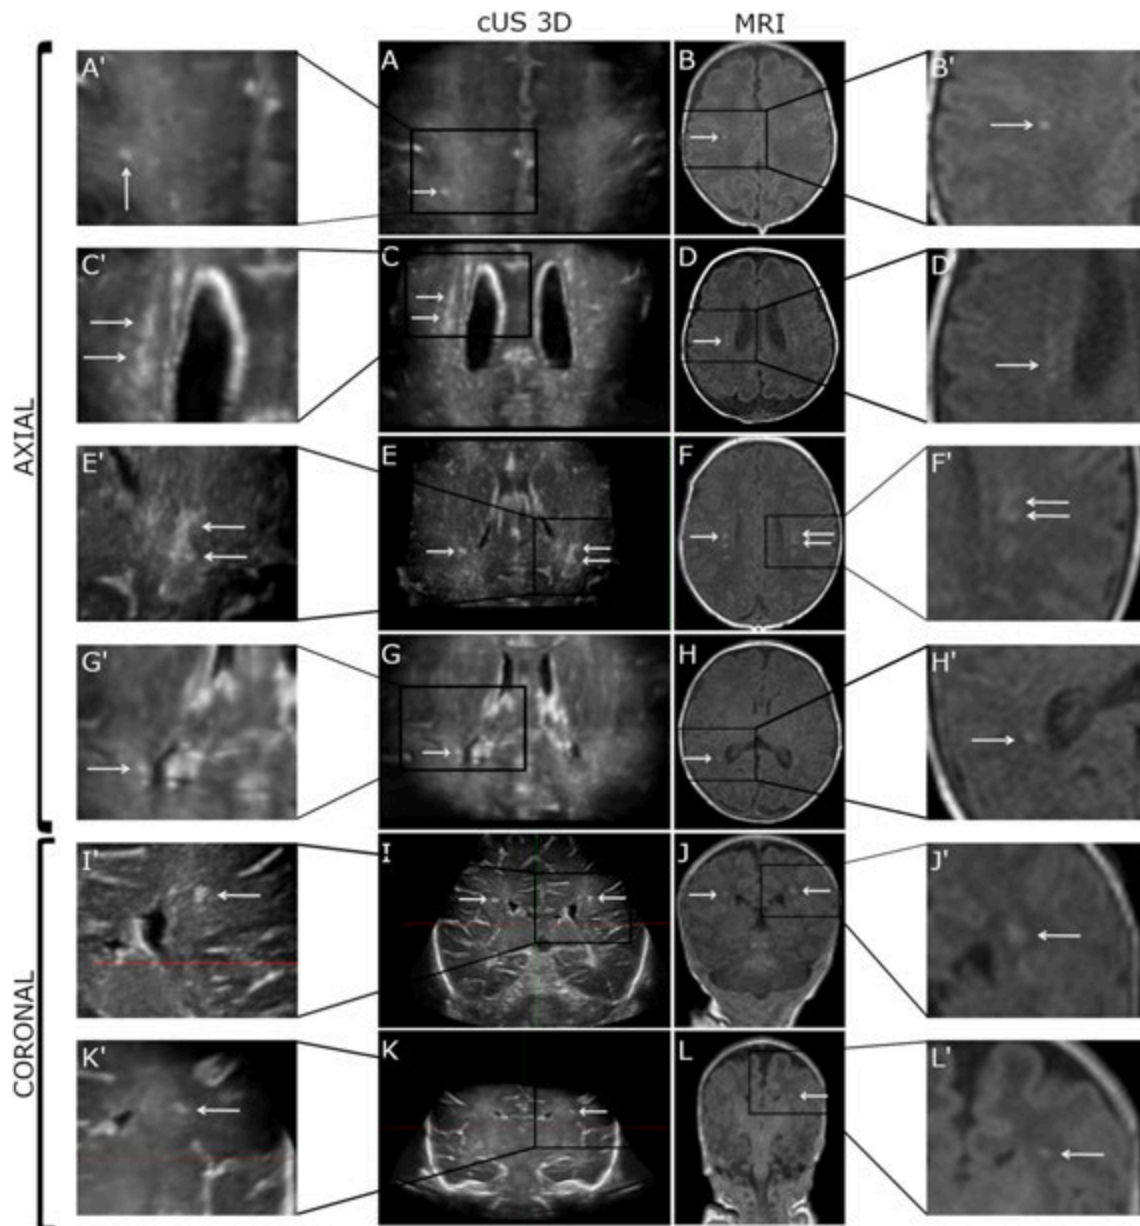 cUS 3D MRI
AXIAL
A' A B B'
C' C D D'
E' E F F'
G' G H H'
CORONAL
I' I J J'
K' K L L'